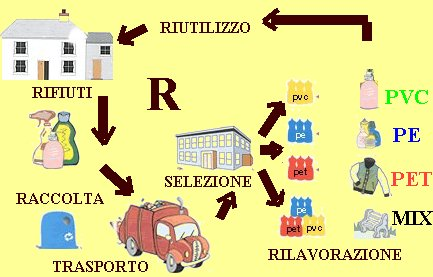 RIUTILIZZO
RIFIUTI
R
pvc
PVC
pe
PE
SELEZIONE
pet
PET
RACCOLTA
pe
MIX
pet pvc
TRASPORTO
RILAVORAZIONE